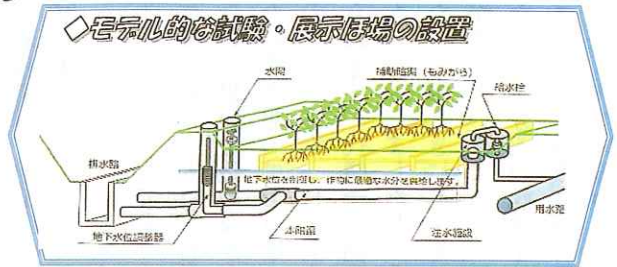 ◇モデル的な試験・展示ほ場の設置
水閘
補助暗渠（もみがら）
給水栓
排水路
地下水位を制御し、作物に最適な水分を供給します。
用水路
地下水位調整器
本暗渠
注水施設